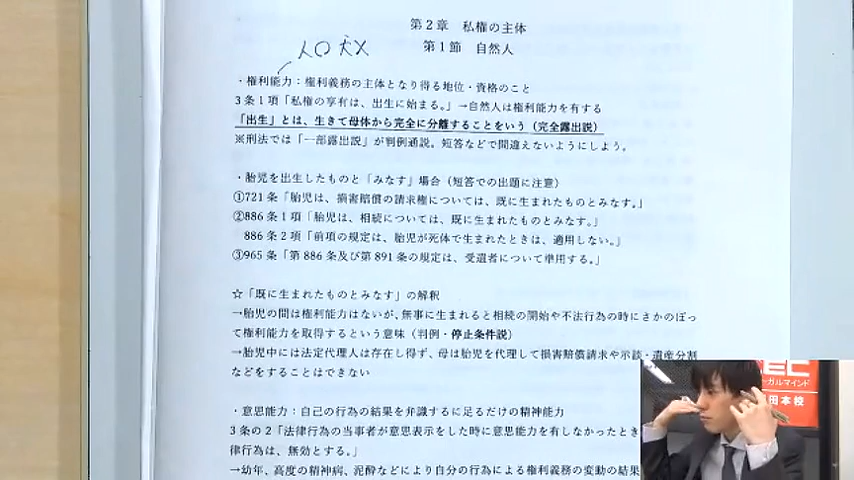 第2章 私権の主体
第1節 自然人
人○ 犬×
・権利能力：権利義務の主体となり得る地位・資格のこと
3条1項「私権の享有は、出生に始まる。」→自然人は権利能力を有する
「出生」とは、生きて母体から完全に分離することをいう（完全露出説）
※刑法では「一部露出説」が判例通説。短答などで間違えないようにしよう。
・胎児を出生したものと「みなす」場合（短答での出題に注意）
①721条「胎児は、損害賠償の請求権については、既に生まれたものとみなす。」
②886条1項「胎児は、相続については、既に生まれたものとみなす。」
886条2項「前項の規定は、胎児が死体で生まれたときは、適用しない。」
③965条「第886条及び第891条の規定は、受遺者について準用する。」
☆「既に生まれたものとみなす」の解釈
→胎児の間は権利能力はないが、無事に生まれると相続の開始や不法行為の時にさかのぼっ
て権利能力を取得するという意味（判例・停止条件説）
→胎児中には法定代理人は存在し得ず、母は胎児を代理して損害賠償請求や示談・遺産分割
などをすることはできない
・意思能力：自己の行為の結果を弁識するに足るだけの精神能力
3条の2「法律行為の当事者が意思表示をした時に意思能力を有しなかったとき
律行為は、無効とする。」
→幼年、高度の精神病、泥酔などにより自分の行為による権利義務の変動の結果
ーガルマインド
田本校